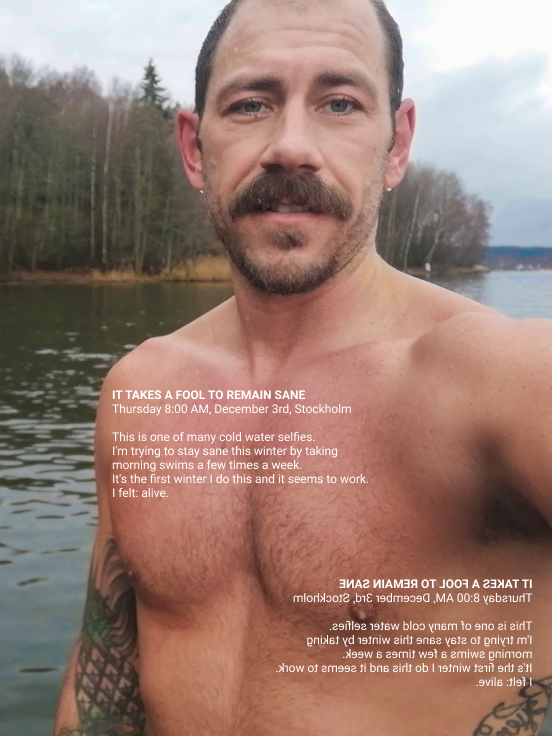 IT TAKES A FOOL TO REMAIN SANE
Thursday 8:00 AM, December 3rd, Stockholm
This is one of many cold water selfies.
I'm trying to stay sane this winter by taking
morning swims a few times a week.
It's the first winter I do this and it seems to work.
I felt: alive.
IT TAKES A FOOL TO REMAIN SANE
Thursday 8:00 AM, December 3rd, Stockholm
This is one of many cold water selfies.
I'm trying to stay sane this winter by taking
morning swims a few times a week.
It's the first winter I do this and it seems to work.
I felt: alive.